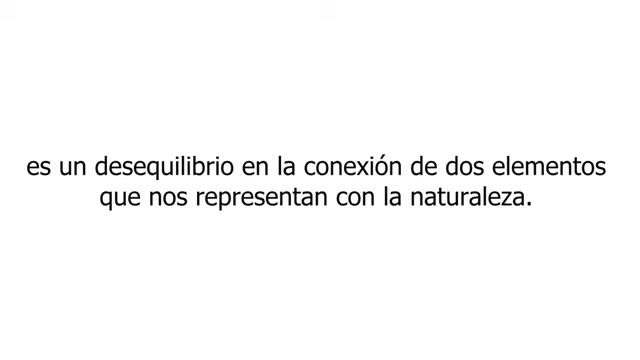 es un desequilibrio en la conexión de dos elementos
que nos representan con la naturaleza.